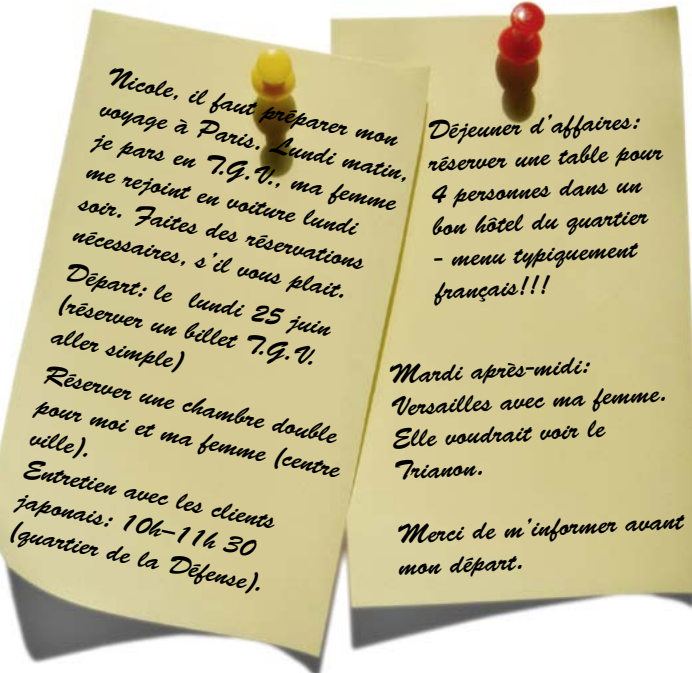 Nicole, il faut préparer mon
voyage à Paris. Lundi matin,
je pars en T.G.V., ma femme
me rejoint en voiture lundi
soir. Faites des réservations
nécessaires, s'il vous plait.
Départ: le lundi 25 juin
(réserver un billet T.G.V.
aller simple)
Réserver une chambre double
pour moi et ma femme (centre
ville).
Entretien avec les clients
japonais: 10h–11h 30
(quartier de la Défense).
Déjeuner d'affaires:
réserver une table pour
4 personnes dans un
bon hôtel du quartier
- menu typiquement
français!!!
Mardi après-midi:
Versailles avec ma femme.
Elle voudrait voir le
Trianon.
Merci de m'informer avant
mon départ.